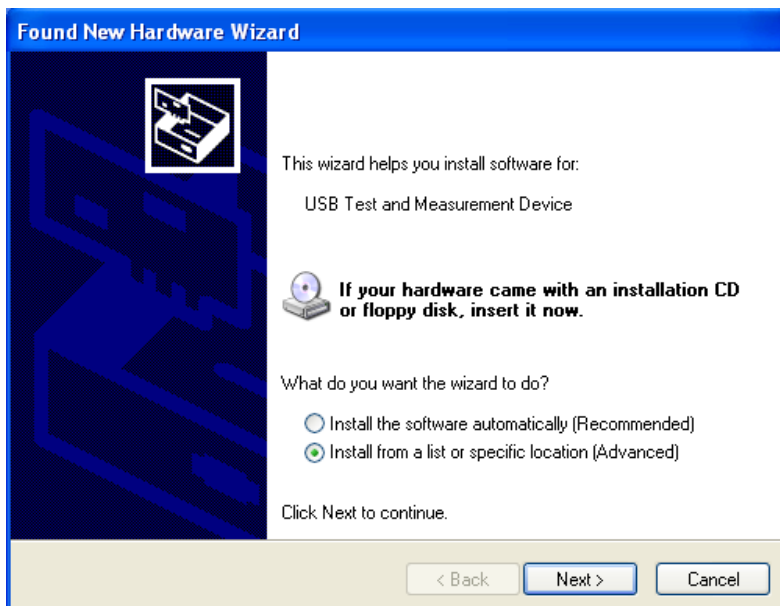 Found New Hardware Wizard
This wizard helps you install software for:
USB Test and Measurement Device
If your hardware came with an installation CD
or floppy disk, insert it now.
What do you want the wizard to do?
Install the software automatically (Recommended)
Install from a list or specific location (Advanced)
Click Next to continue.
< Back Next > Cancel